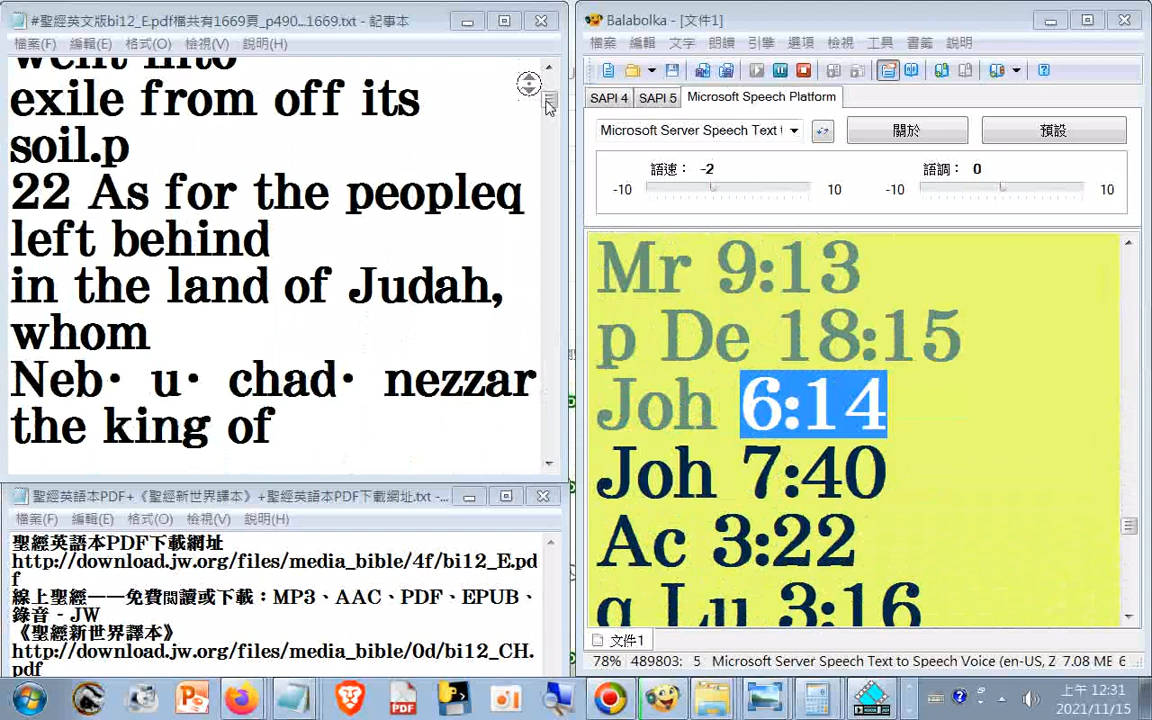 #聖經英文版bi12_E.pdf檔共有1669頁_p490...1669.txt - 記事本
檔案(F) 編輯(E) 格式(O) 檢視(V) 說明(H)
went into
exile from off its
soil.p
22 As for the peopleq
left behind
in the land of Judah,
whom
Neb· u· chad· nezzar
the king of
聖經英語本PDF+《聖經新世界譯本》+聖經英語本PDF下載網址.txt -...
檔案(F) 編輯(E) 格式(O) 檢視(V) 說明(H)
聖經英語本PDF下載網址
http://download.jw.org/files/media_bible/4f/bi12_E.pd
f
線上聖經——免費閱讀或下載：MP3、AAC、PDF、EPUB、
錄音 - JW
《聖經新世界譯本》
http://download.jw.org/files/media_bible/0d/bi12_CH.
pdf
Balabolka - [文件1]
檔案 編輯 文字 朗讀 引擎 選項 檢視 工具 書籤 說明
SAPI 4 SAPI 5 Microsoft Speech Platform
Microsoft Server Speech Text 關於 預設
語速： -2 語調： 0
-10 10 -10 10
Mr 9:13
p De 18:15
Joh 6:14
Joh 7:40
Ac 3:22
q Lu 3:16
文件1
78% 489803: 5 Microsoft Server Speech Text to Speech Voice (en-US, Z 7.08 ME 6
上午 12:31
2021/11/15